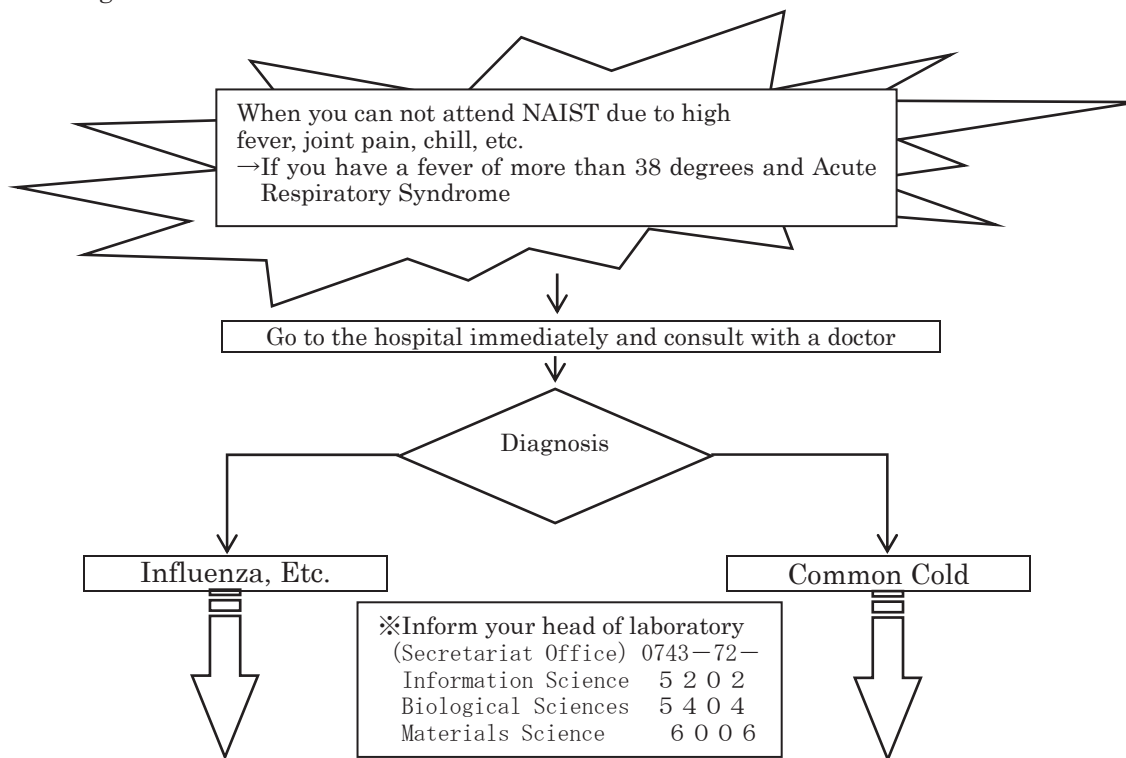 When you can not attend NAIST due to high
fever, joint pain, chill, etc.
→If you have a fever of more than 38 degrees and Acute
Respiratory Syndrome
Go to the hospital immediately and consult with a doctor
Diagnosis
Influenza, Etc.
Common Cold
※Inform your head of laboratory
(Secretariat Office) 0743－72－
Information Science ５２０２
Biological Sciences ５４０４
Materials Science ６００６